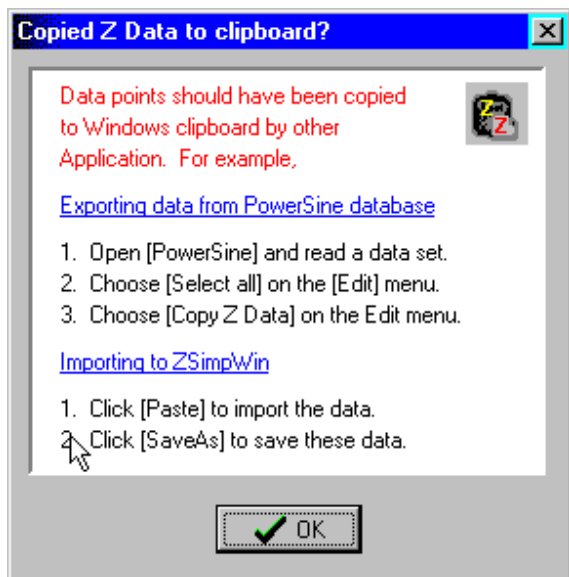 Copied Z Data to clipboard?
Data points should have been copied
to Windows clipboard by other
Application. For example,
Exporting data from PowerSine database
1. Open [PowerSine] and read a data set.
2. Choose [Select all] on the [Edit] menu.
3. Choose [Copy Z Data] on the Edit menu.
Importing to ZSimpWin
1. Click [Paste] to import the data.
2. Click [SaveAs] to save these data.
OK